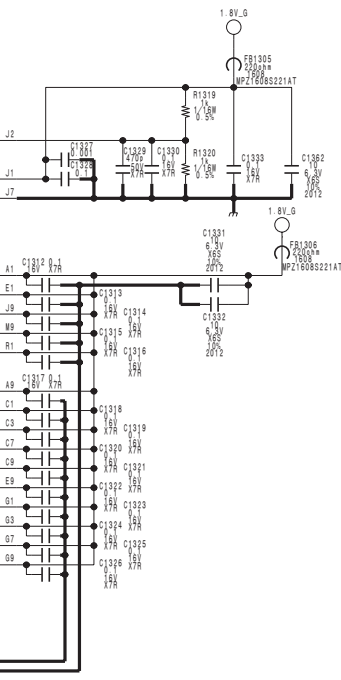 1.8V_G
FB1305
220ohm
1608
MPZ1608S221AT
R1319
1k
1/16W
0.5%
J2
C1327
0.001
C1328
0.1
C1329
470p
50V
X7R
C1330
0.1
16V
X7R
R1320
1k
1/16W
0.5%
C1333
0.1
16V
X7R
C1362
10
6.3V
X6S
10%
2012
J1
J7
1.8V_G
FB1306
220ohm
1608
MPZ1608S221AT
C1331
10
6.3V
X6S
10%
2012
C1332
10
6.3V
X6S
10%
2012
A1
C1312 0.1
16V X7R
E1
C1313
0.1
16V
X7R
J9
C1314
0.1
16V
X7R
M9
C1315
0.1
16V
X7R
R1
C1316
0.1
16V
X7R
A9
C1317 0.1
16V X7R
C1
C1318
0.1
16V
X7R
C3
C1319
0.1
16V
X7R
C7
C1320
0.1
16V
X7R
C9
C1321
0.1
16V
X7R
E9
C1322
0.1
16V
X7R
G1
C1323
0.1
16V
X7R
G3
C1324
0.1
16V
X7R
G7
C1325
0.1
16V
X7R
G9
C1326
0.1
16V
X7R